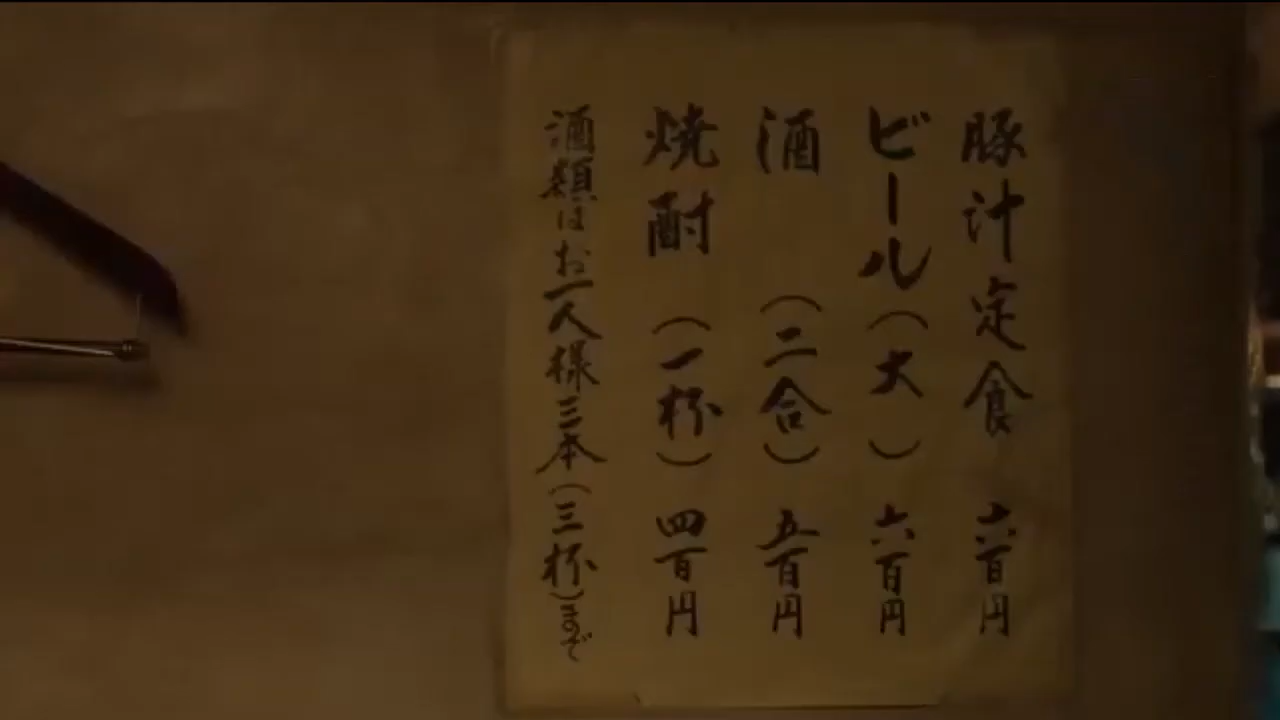 豚汁定食 六百円
ビール(大) 六百円
酒 (二合) 五百円
焼酎 (一杯) 四百円
酒類はお一人様三本(三杯)まで